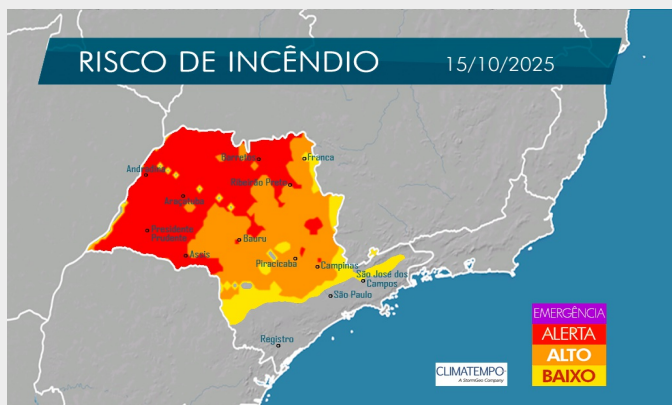 RISCO DE INCÊNDIO
15/10/2025
Barretos
Franca
Andradina
Ribeirão Preto
Araçatuba
Presidente
Prudente
Bauru
Assis
Piracicaba
Campinas
São José dos
Campos
São Paulo
Registro
EMERGÊNCIA
ALERTA
ALTO
BAIXO
CLIMATEMPO
A StormGeo Company